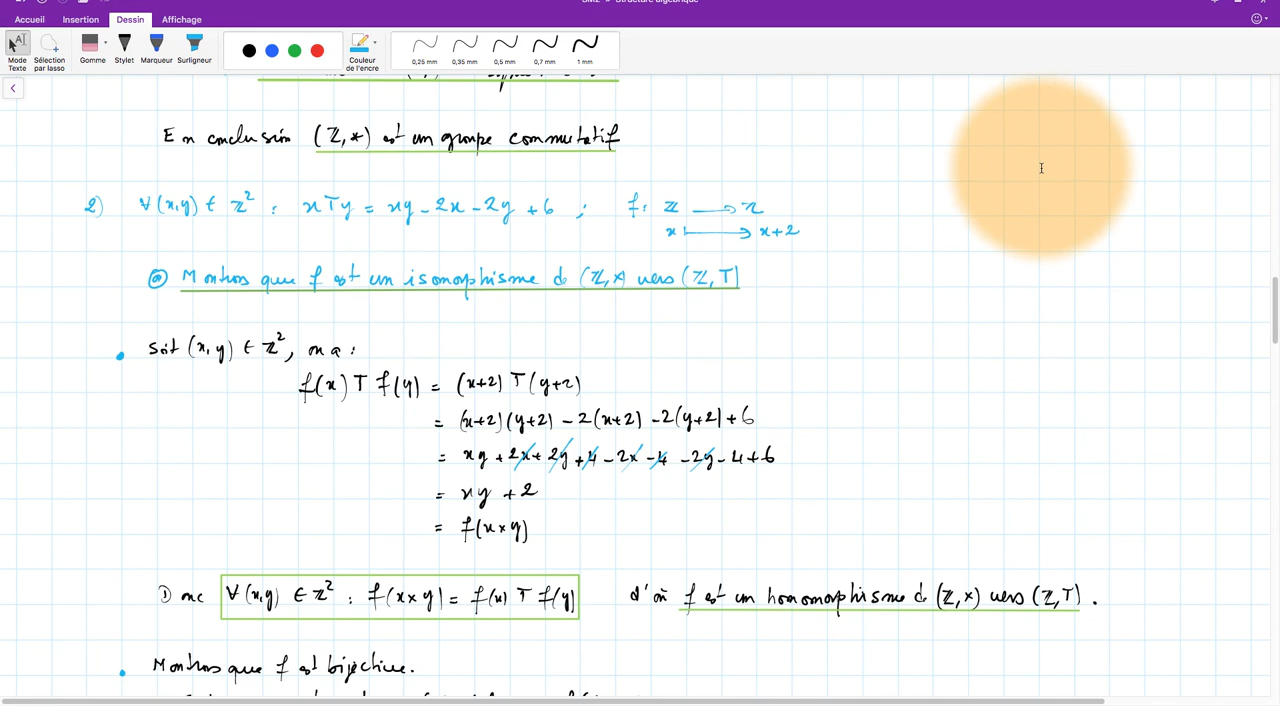 SM2 * Structure algébrique
Accueil Insertion Dessin Affichage
Mode Texte Sélection par lasso Gomme Stylet Marqueur Surligneur Couleur de l'encre 0,25 mm 0,35 mm 0,5 mm 0,7 mm 1 mm
En conclusion (ℤ,*) est un groupe commutatif
2) ∀(x,y) ∈ ℤ² : x T y = xy - 2x - 2y + 6 ; f: ℤ ⟶ ℤ
x ⟼ x+2
ⓐ Montrons que f est un isomorphisme de (ℤ,×) vers (ℤ,T)
• Soit (x,y) ∈ ℤ², on a :
f(x) T f(y) = (x+2) T (y+2)
= (x+2)(y+2) - 2(x+2) - 2(y+2) + 6
= xy + 2x + 2y + 4 - 2x - 4 - 2y - 4 + 6
= xy + 2
= f(x×y)
Donc ∀(x,y) ∈ ℤ² : f(x×y) = f(x) T f(y) d'où f est un homomorphisme de (ℤ,×) vers (ℤ,T).
• Montrons que f est bijective.